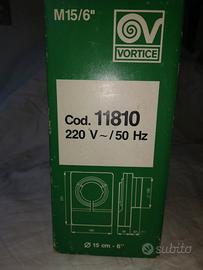 M15/6"
VORTICE
Cod. 11810
220 V ~ / 50 Hz
Ø 15 cm - 6"
subito